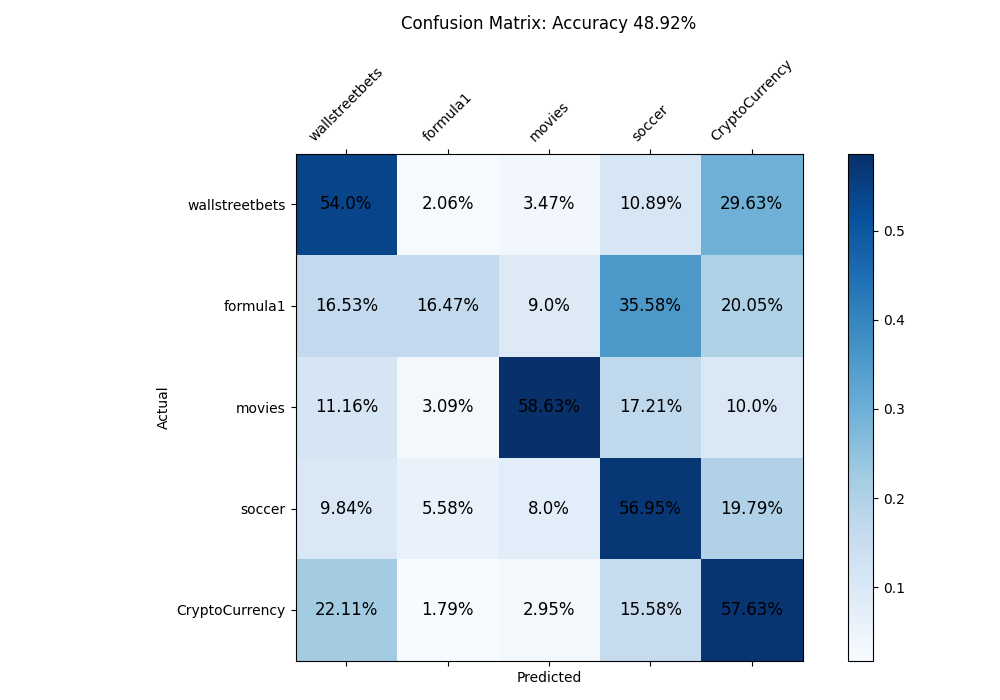 Confusion Matrix: Accuracy 48.92%
wallstreetbets formula1 movies soccer CryptoCurrency
wallstreetbets 54.0% 2.06% 3.47% 10.89% 29.63%
0.5
formula1 16.53% 16.47% 9.0% 35.58% 20.05%
0.4
Actual
movies 11.16% 3.09% 58.63% 17.21% 10.0%
0.3
soccer 9.84% 5.58% 8.0% 56.95% 19.79%
0.2
CryptoCurrency 22.11% 1.79% 2.95% 15.58% 57.63%
0.1
Predicted